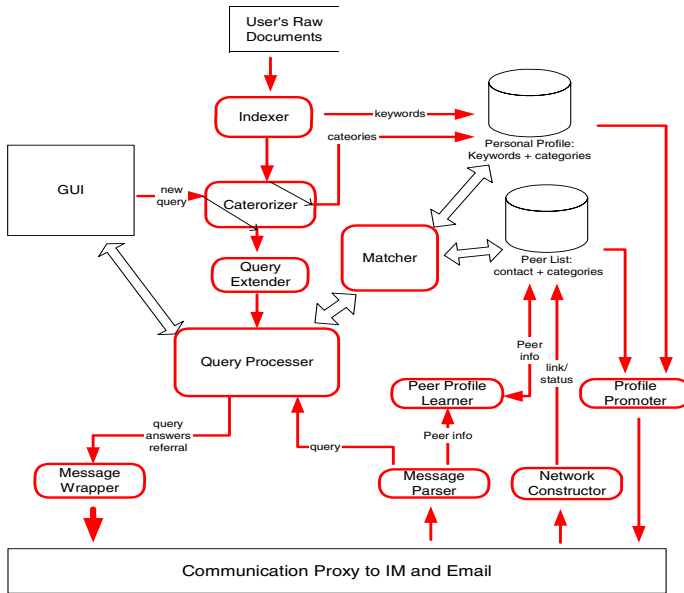 User's Raw
Documents
Indexer
keywords
cateories
Personal Profile:
Keywords + categories
GUI
new
query
Caterorizer
Matcher
Peer List:
contact + categories
Query
Extender
Query Processer
Peer
info
link/
status
Peer Profile
Learner
Profile
Promoter
query
answers
referral
query
Peer info
Message
Wrapper
Message
Parser
Network
Constructor
Communication Proxy to IM and Email